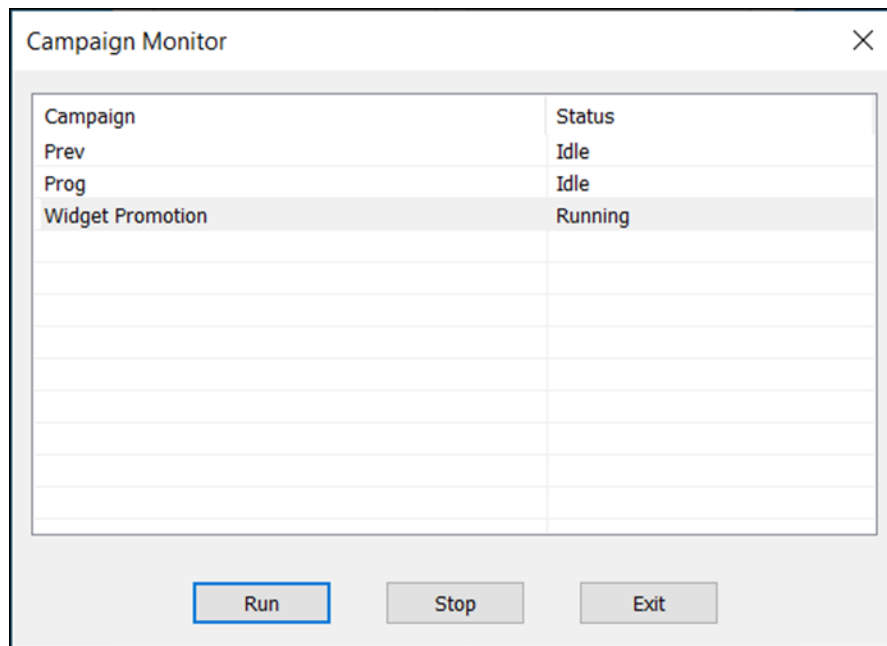 Campaign Monitor
Campaign Status
Prev Idle
Prog Idle
Widget Promotion Running
Run Stop Exit